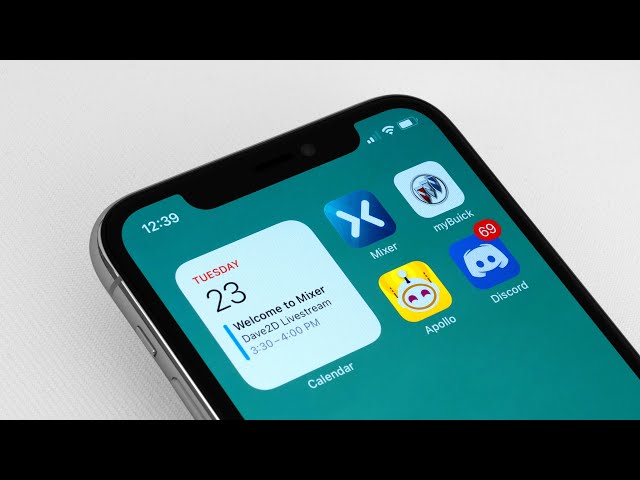 12:39
TUESDAY
23
Welcome to Mixer
Dave2D Livestream
3:30–4:00 PM
Calendar
Mixer
myBuick
Apollo
69
Discord